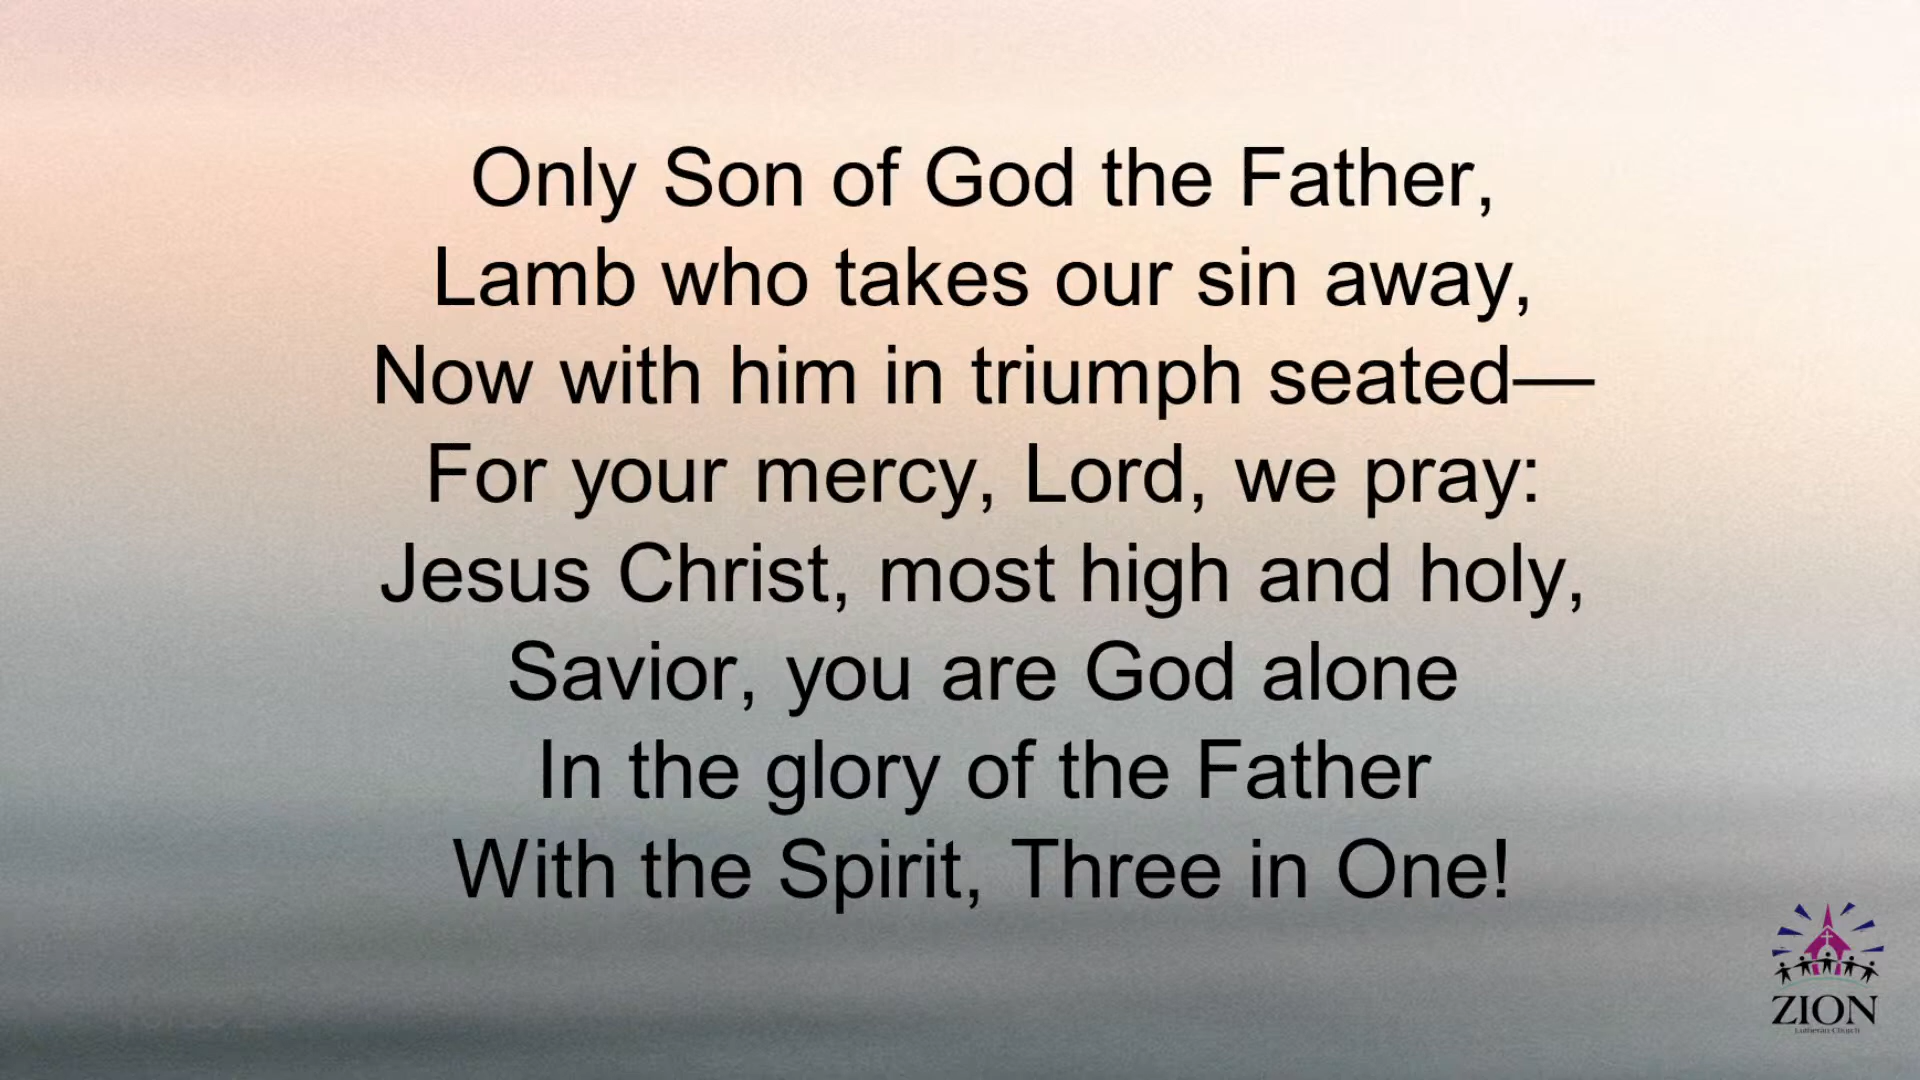 Only Son of God the Father,
Lamb who takes our sin away,
Now with him in triumph seated—
For your mercy, Lord, we pray:
Jesus Christ, most high and holy,
Savior, you are God alone
In the glory of the Father
With the Spirit, Three in One!
ZION
Lutheran Church